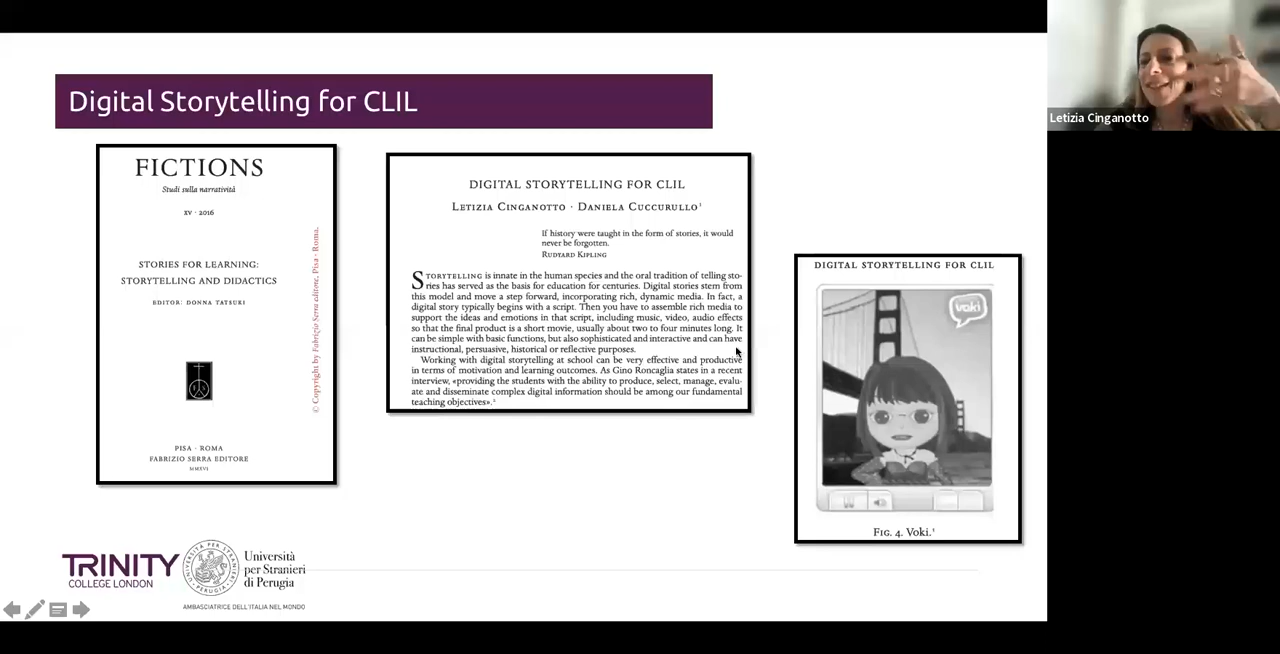 Digital Storytelling for CLIL
FICTIONS
Studi sulla narratività
XV · 2016
STORIES FOR LEARNING:
STORYTELLING AND DIDACTICS
EDITOR: DONNA TATSUKI
PISA · ROMA
FABRIZIO SERRA EDITORE
MMXVI
© Copyright by Fabrizio Serra editore, Pisa · Roma.
DIGITAL STORYTELLING FOR CLIL
Letizia Cinganotto · Daniela Cuccurullo¹
If history were taught in the form of stories, it would
never be forgotten.
Rudyard Kipling
Storytelling is innate in the human species and the oral tradition of telling sto-
ries has served as the basis for education for centuries. Digital stories stem from
this model and move a step forward, incorporating rich, dynamic media. In fact, a
digital story typically begins with a script. Then you have to assemble rich media to
support the ideas and emotions in that script, including music, video, audio effects
so that the final product is a short movie, usually about two to four minutes long. It
can be simple with basic functions, but also sophisticated and interactive and can have
instructional, persuasive, historical or reflective purposes.
Working with digital storytelling at school can be very effective and productive
in terms of motivation and learning outcomes. As Gino Roncaglia states in a recent
interview, «providing the students with the ability to produce, select, manage, evalu-
ate and disseminate complex digital information should be among our fundamental
teaching objectives».²
DIGITAL STORYTELLING FOR CLIL
voki
Fig. 4. Voki.¹
TRINITY
COLLEGE LONDON
Università
per Stranieri
di Perugia
AMBASCIATRICE DELL'ITALIA NEL MONDO
Letizia Cinganotto